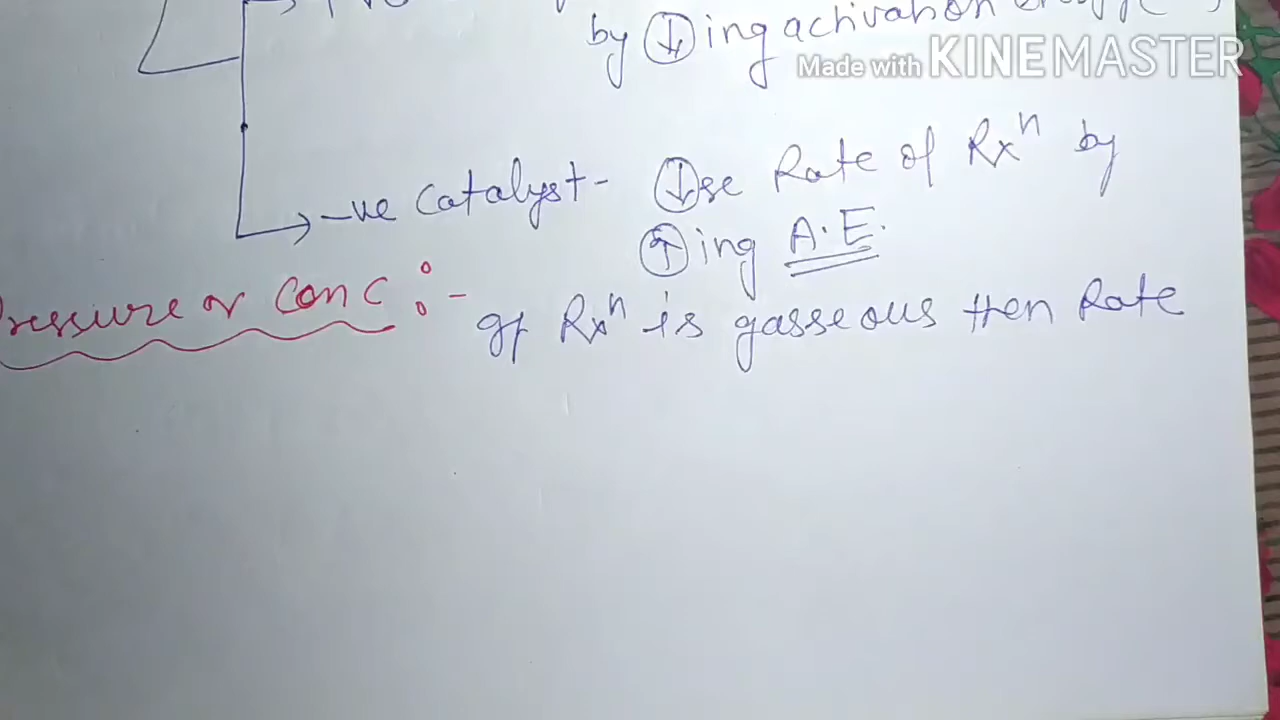 by ↓ing activation
Made with KINEMASTER
-ve Catalyst- ↓se Rate of Rxⁿ by
↑ing A.E.
Pressure or Conc :- If Rxⁿ is gasseous then Rate